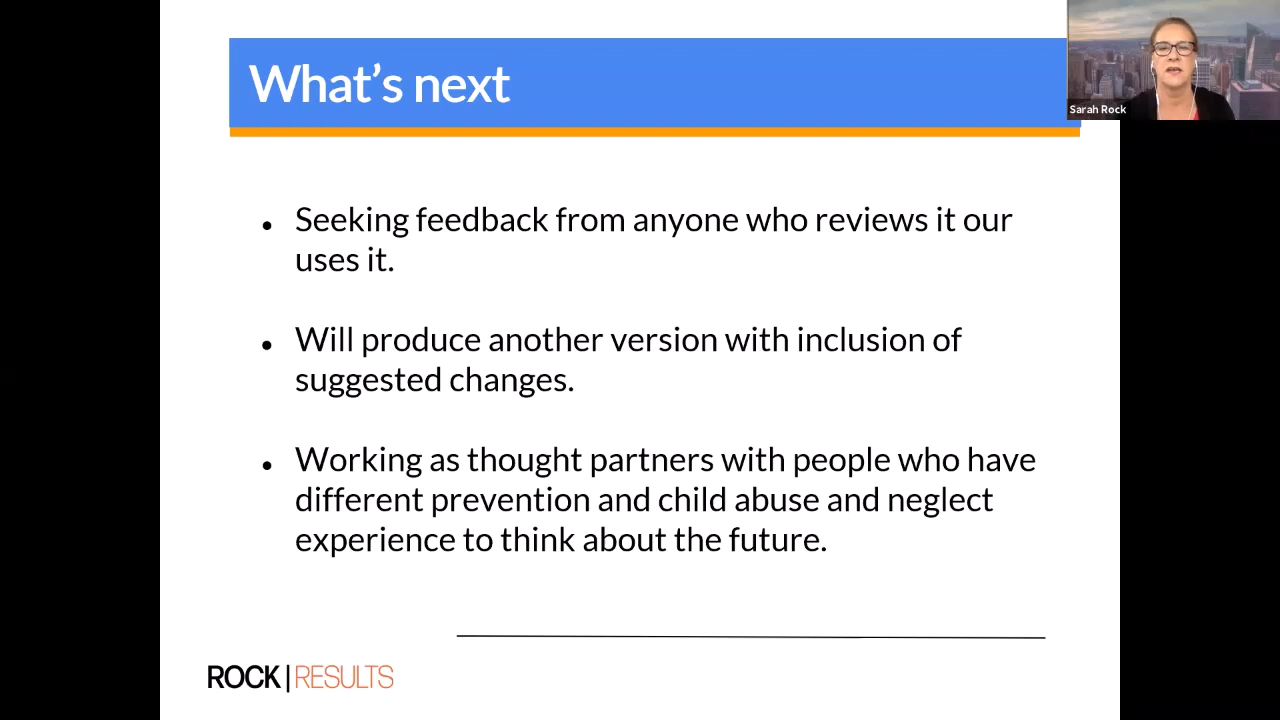 What’s next
Sarah Rock
Seeking feedback from anyone who reviews it our
uses it.
Will produce another version with inclusion of
suggested changes.
Working as thought partners with people who have
different prevention and child abuse and neglect
experience to think about the future.
ROCK|RESULTS